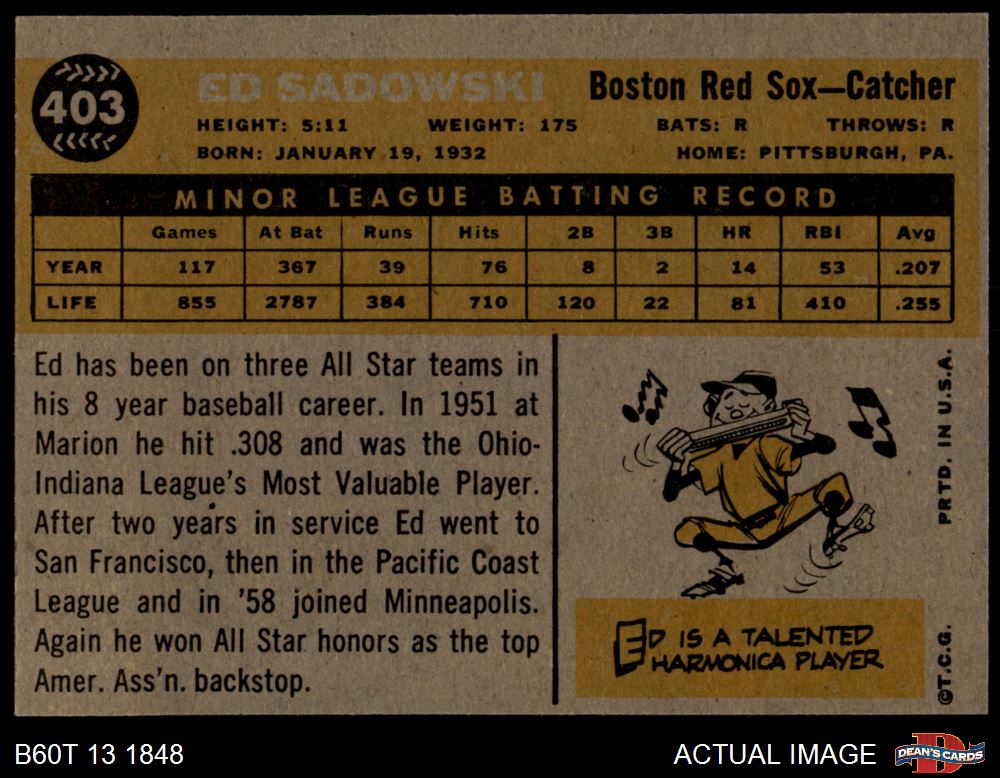 403
ED SADOWSKI
Boston Red Sox—Catcher
HEIGHT: 5:11 WEIGHT: 175 BATS: R THROWS: R
BORN: JANUARY 19, 1932 HOME: PITTSBURGH, PA.
MINOR LEAGUE BATTING RECORD
Games At Bat Runs Hits 2B 3B HR RBI Avg
YEAR 117 367 39 76 8 2 14 53 .207
LIFE 855 2787 384 710 120 22 81 410 .255
Ed has been on three All Star teams in
his 8 year baseball career. In 1951 at
Marion he hit .308 and was the Ohio-
Indiana League's Most Valuable Player.
After two years in service Ed went to
San Francisco, then in the Pacific Coast
League and in '58 joined Minneapolis.
Again he won All Star honors as the top
Amer. Ass'n. backstop.
ED IS A TALENTED
HARMONICA PLAYER
©T.C.G. PRTD. IN U.S.A.
B60T 13 1848
ACTUAL IMAGE
DEAN'S CARDS